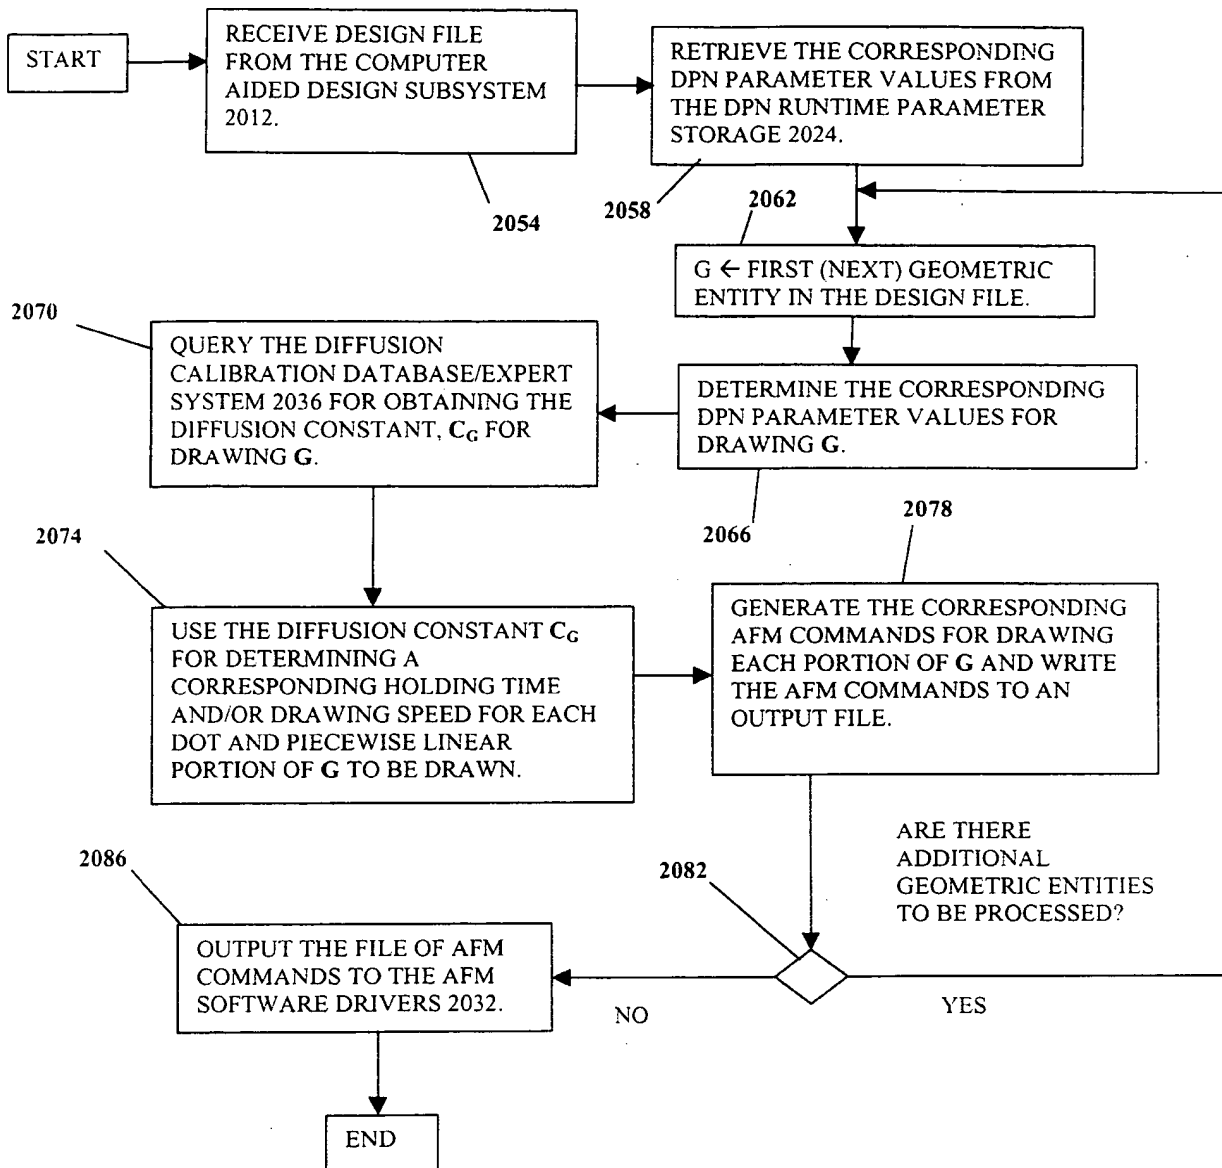 START
RECEIVE DESIGN FILE
FROM THE COMPUTER
AIDED DESIGN SUBSYSTEM
2012.
2054
RETRIEVE THE CORRESPONDING
DPN PARAMETER VALUES FROM
THE DPN RUNTIME PARAMETER
STORAGE 2024.
2058
2062
G ← FIRST (NEXT) GEOMETRIC
ENTITY IN THE DESIGN FILE.
DETERMINE THE CORRESPONDING
DPN PARAMETER VALUES FOR
DRAWING G.
2066
2070
QUERY THE DIFFUSION
CALIBRATION DATABASE/EXPERT
SYSTEM 2036 FOR OBTAINING THE
DIFFUSION CONSTANT, CG FOR
DRAWING G.
2074
USE THE DIFFUSION CONSTANT CG
FOR DETERMINING A
CORRESPONDING HOLDING TIME
AND/OR DRAWING SPEED FOR EACH
DOT AND PIECEWISE LINEAR
PORTION OF G TO BE DRAWN.
2078
GENERATE THE CORRESPONDING
AFM COMMANDS FOR DRAWING
EACH PORTION OF G AND WRITE
THE AFM COMMANDS TO AN
OUTPUT FILE.
ARE THERE
ADDITIONAL
GEOMETRIC ENTITIES
TO BE PROCESSED?
2082
YES
NO
2086
OUTPUT THE FILE OF AFM
COMMANDS TO THE AFM
SOFTWARE DRIVERS 2032.
END